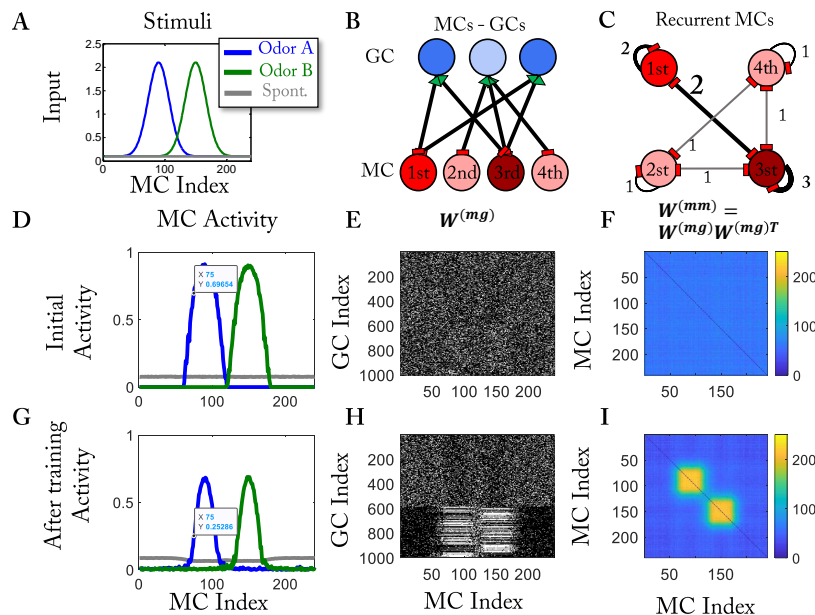 A
Stimuli
2.5
2
1.5
1
0.5
0
Input
0 100 200
MC Index
Odor A
Odor B
Spont.
B
MCs - GCs
GC
MC
1st 2nd 3rd 4th
C
Recurrent MCs
2
1st
4th
1
2
1
1
1
2st
1
3st
3
D
MC Activity
Initial
Activity
1
0.5
0
X 75
Y 0.69654
0 100 200
E
W(mg)
GC Index
200
400
600
800
1000
50 100 150 200
F
W(mm) =
W(mg)W(mg)T
MC Index
50
100
150
200
50 150
200
100
0
G
After training
Activity
1
0.5
0
X 75
Y 0.25286
0 100 200
MC Index
H
GC Index
200
400
600
800
1000
50 100 150 200
MC Index
I
MC Index
50
100
150
200
50 150
MC Index
200
100
0